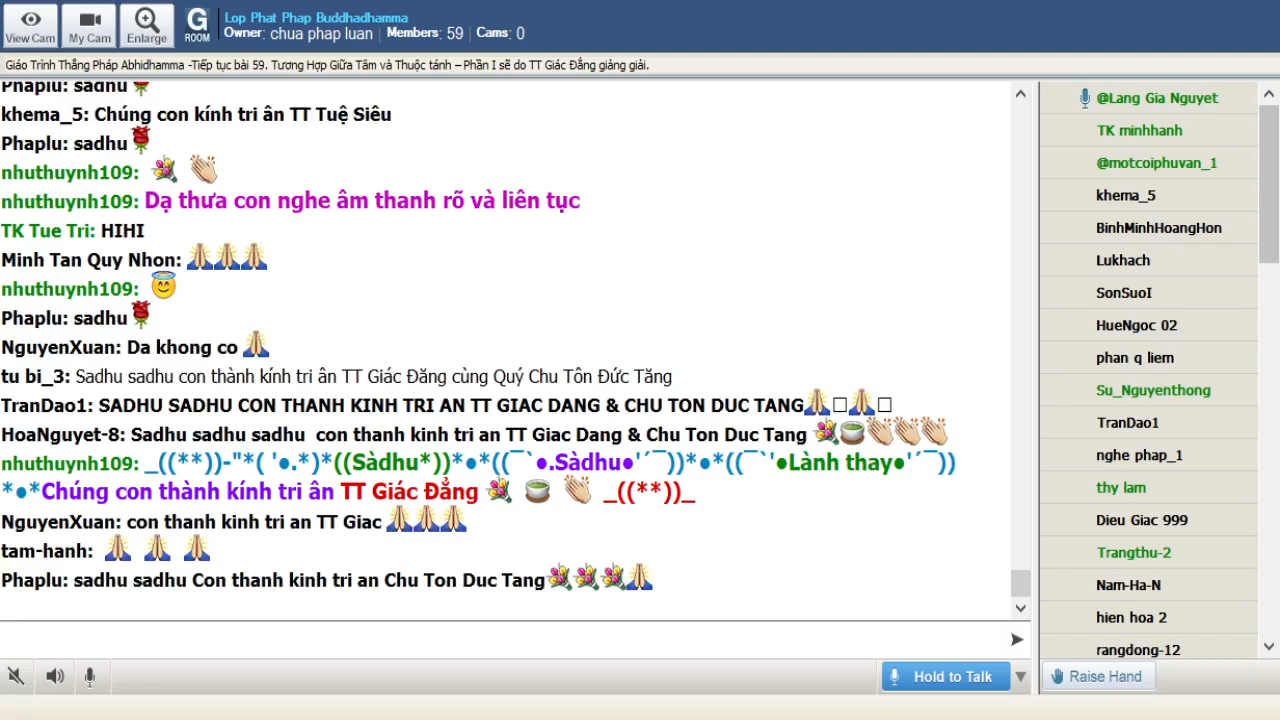 View Cam
My Cam
Enlarge
G
ROOM
Lop Phat Phap Buddhadhamma
Owner: chua phap luan Members: 59 Cams: 0
Giáo Trình Thắng Pháp Abhidhamma -Tiếp tục bài 59. Tương Hợp Giữa Tâm và Thuộc tánh – Phần I sẽ do TT Giác Đẳng giảng giải.
Phaplu: sadhu
khema_5: Chúng con kính tri ân TT Tuệ Siêu
Phaplu: sadhu
nhuthuynh109:
nhuthuynh109: Dạ thưa con nghe âm thanh rõ và liên tục
TK Tue Tri: HIHI
Minh Tan Quy Nhon:
nhuthuynh109:
Phaplu: sadhu
NguyenXuan: Da khong co
tu bi_3: Sadhu sadhu con thành kính tri ân TT Giác Đăng cùng Quý Chu Tôn Đức Tăng
TranDao1: SADHU SADHU CON THANH KINH TRI AN TT GIAC DANG & CHU TON DUC TANG
HoaNguyet-8: Sadhu sadhu sadhu con thanh kinh tri an TT Giac Dang & Chu Ton Duc Tang
nhuthuynh109: _((**))-"*( '●.*)*((Sàdhu*))*●*((¯`●.Sàdhu●'´¯))*●*((¯`'●Lành thay●'´¯))
*●*Chúng con thành kính tri ân TT Giác Đẳng _((**))_
NguyenXuan: con thanh kinh tri an TT Giac
tam-hanh:
Phaplu: sadhu sadhu Con thanh kinh tri an Chu Ton Duc Tang
@Lang Gia Nguyet
TK minhhanh
@motcoiphuvan_1
khema_5
BinhMinhHoangHon
Lukhach
SonSuoI
HueNgoc 02
phan q liem
Su_Nguyenthong
TranDao1
nghe phap_1
thy lam
Dieu Giac 999
Trangthu-2
Nam-Ha-N
hien hoa 2
rangdong-12
Hold to Talk
Raise Hand